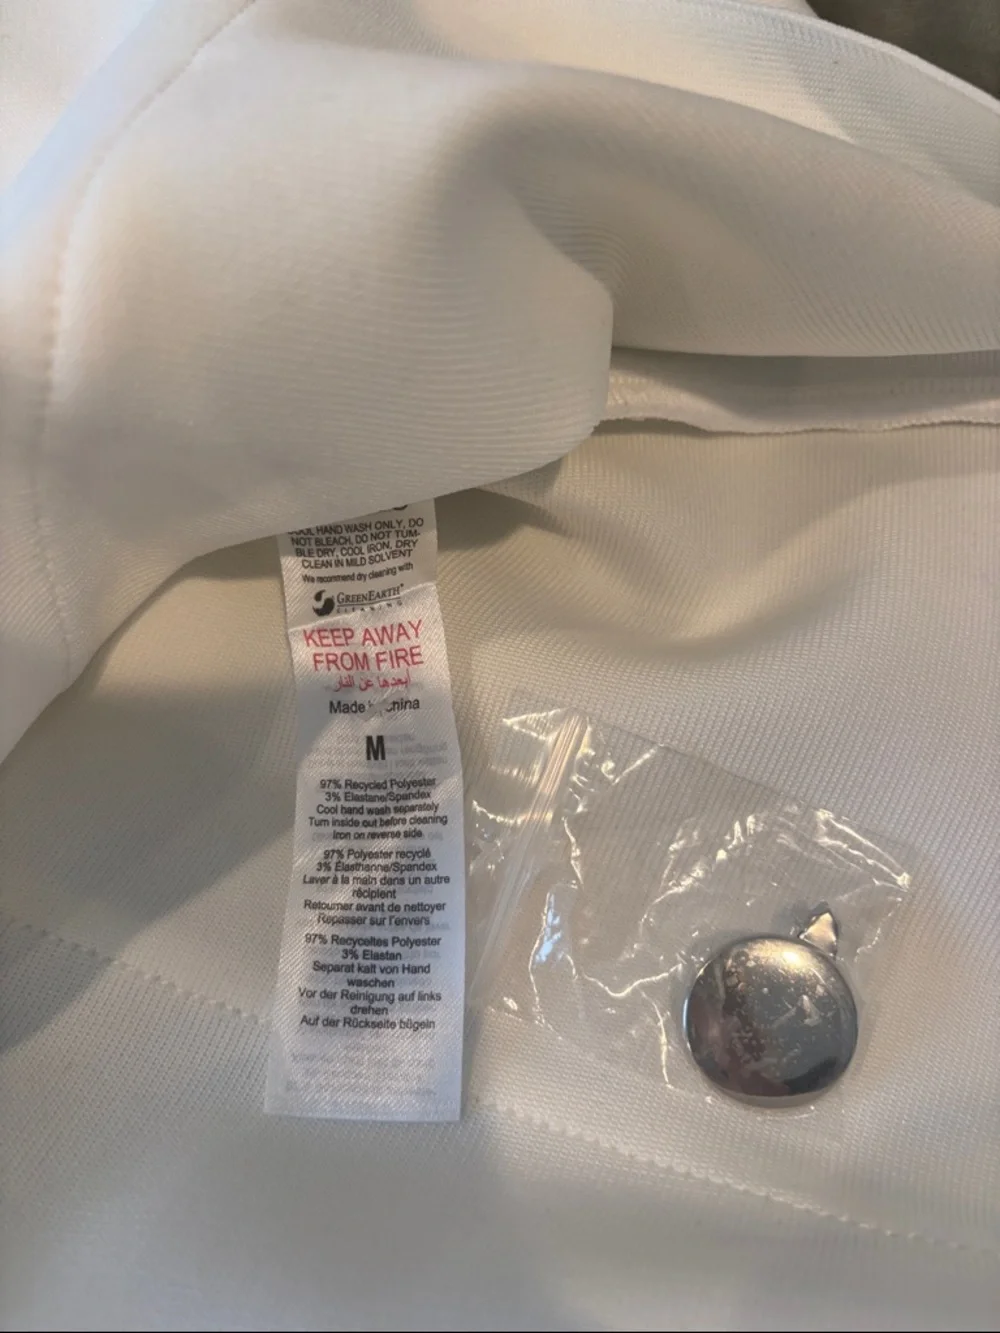 COOL HAND WASH ONLY, DO
NOT BLEACH, DO NOT TUM-
BLE DRY, COOL IRON, DRY
CLEAN IN MILD SOLVENT
We recommend dry cleaning with
GREENEARTH®
CLEANING
KEEP AWAY
FROM FIRE
أبعدها عن النار
Made in China
M
97% Recycled Polyester
3% Elastane/Spandex
Cool hand wash separately
Turn inside out before cleaning
Iron on reverse side
97% Polyester recyclé
3% Élasthanne/Spandex
Laver à la main dans un autre
récipient
Retourner avant de nettoyer
Repasser sur l'envers
97% Recyceltes Polyester
3% Elastan
Separat kalt von Hand
waschen
Vor der Reinigung auf links
drehen
Auf der Rückseite bügeln